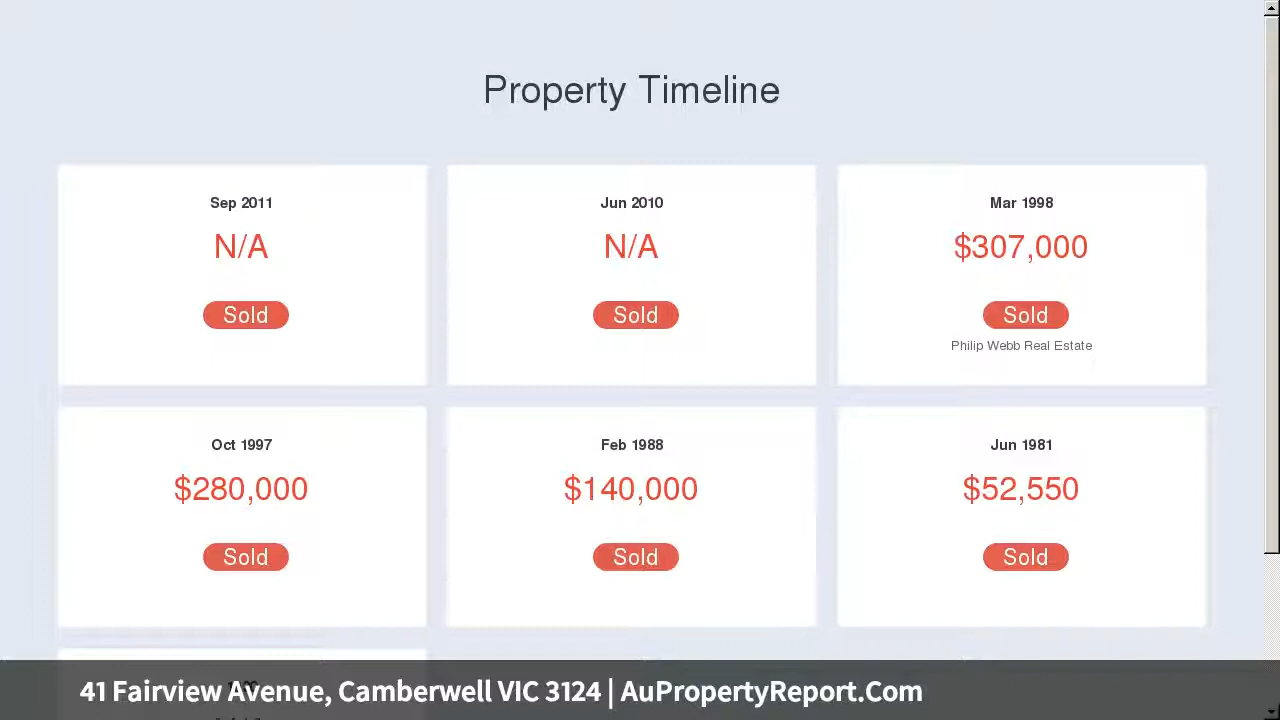 Property Timeline
Sep 2011
N/A
Sold
Jun 2010
N/A
Sold
Mar 1998
$307,000
Sold
Philip Webb Real Estate
Oct 1997
$280,000
Sold
Feb 1988
$140,000
Sold
Jun 1981
$52,550
Sold
41 Fairview Avenue, Camberwell VIC 3124 | AuPropertyReport.Com